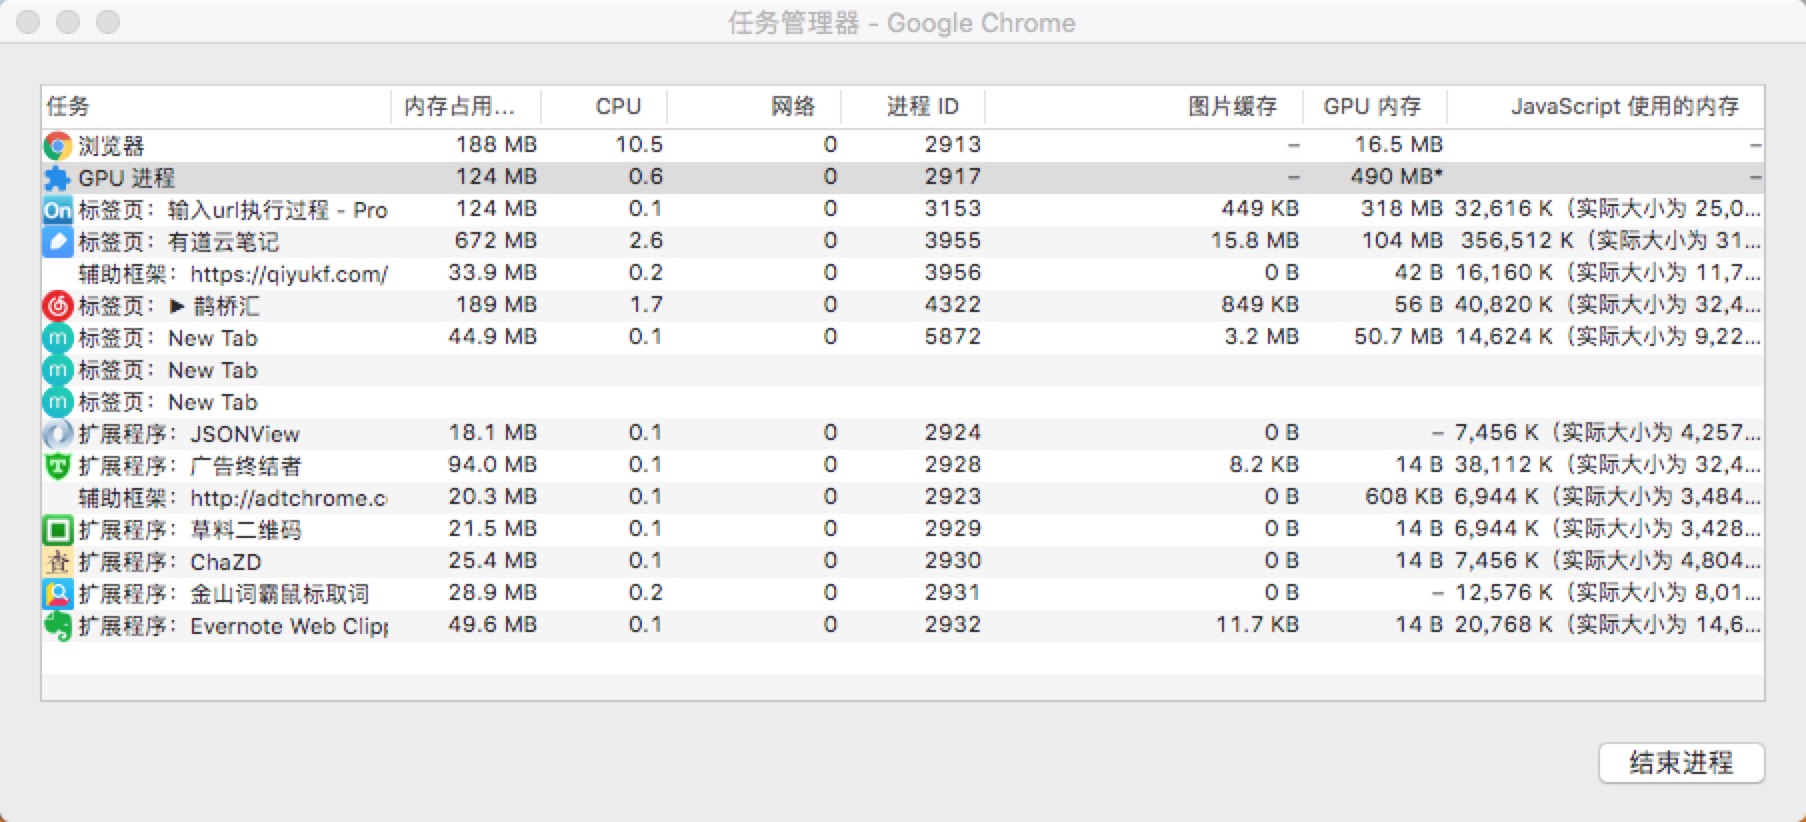 任务管理器 - Google Chrome
任务 内存占用... CPU 网络 进程 ID 图片缓存 GPU 内存 JavaScript 使用的内存
浏览器 188 MB 10.5 0 2913 – 16.5 MB –
GPU 进程 124 MB 0.6 0 2917 – 490 MB* –
On 标签页：输入url执行过程 - Pro 124 MB 0.1 0 3153 449 KB 318 MB 32,616 K（实际大小为 25,0...
标签页：有道云笔记 672 MB 2.6 0 3955 15.8 MB 104 MB 356,512 K（实际大小为 31...
辅助框架：https://qiyukf.com/ 33.9 MB 0.2 0 3956 0 B 42 B 16,160 K（实际大小为 11,7...
标签页：▶ 鹊桥汇 189 MB 1.7 0 4322 849 KB 56 B 40,820 K（实际大小为 32,4...
m 标签页：New Tab 44.9 MB 0.1 0 5872 3.2 MB 50.7 MB 14,624 K（实际大小为 9,22...
m 标签页：New Tab
m 标签页：New Tab
扩展程序：JSONView 18.1 MB 0.1 0 2924 0 B – 7,456 K（实际大小为 4,257...
T 扩展程序：广告终结者 94.0 MB 0.1 0 2928 8.2 KB 14 B 38,112 K（实际大小为 32,4...
辅助框架：http://adtchrome.c 20.3 MB 0.1 0 2923 0 B 608 KB 6,944 K（实际大小为 3,484...
扩展程序：草料二维码 21.5 MB 0.1 0 2929 0 B 14 B 6,944 K（实际大小为 3,428...
查 扩展程序：ChaZD 25.4 MB 0.1 0 2930 0 B 14 B 7,456 K（实际大小为 4,804...
扩展程序：金山词霸鼠标取词 28.9 MB 0.2 0 2931 0 B – 12,576 K（实际大小为 8,01...
扩展程序：Evernote Web Clip 49.6 MB 0.1 0 2932 11.7 KB 14 B 20,768 K（实际大小为 14,6...
结束进程